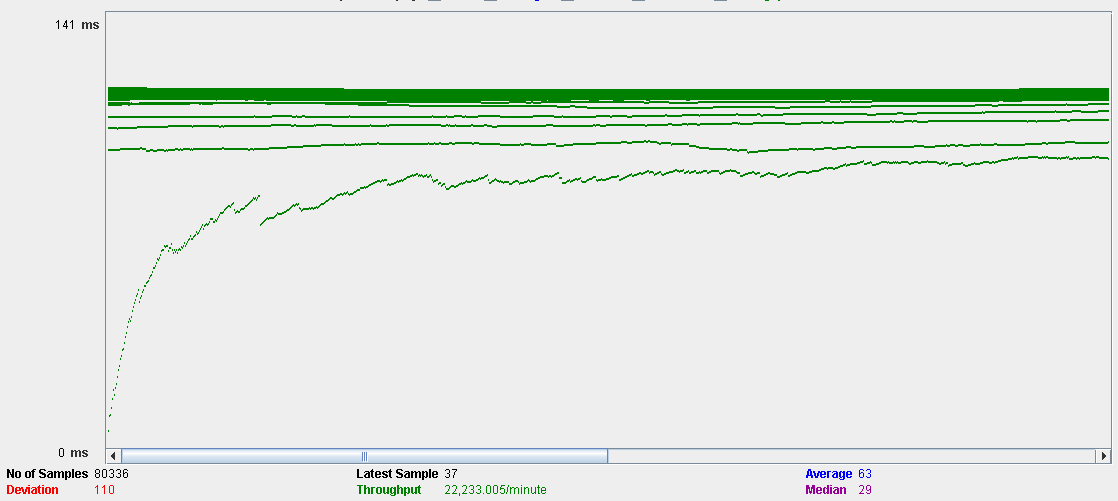 141 ms
0 ms
No of Samples 80336 Latest Sample 37 Average 63
Deviation 110 Throughput 22,233.005/minute Median 29